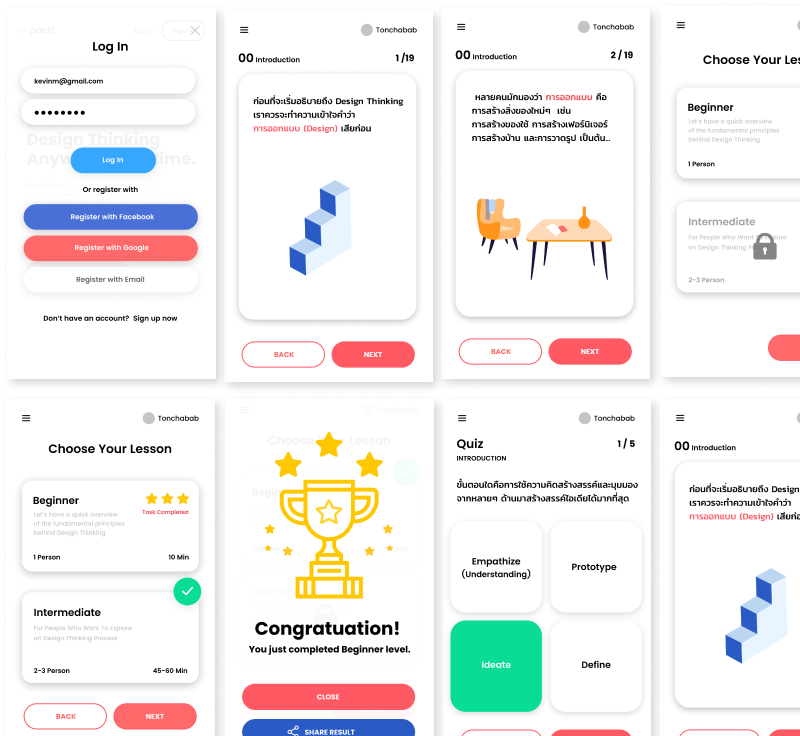 Log In
kevinm@gmail.com
Design Thinking
Log In
Or register with
Register with Facebook
Register with Google
Register with Email
Don't have an account? Sign up now
Tonchabab
00 Introduction
1 /19
ก่อนที่จะเริ่มอธิบายถึง Design Thinking
เราควรจะทำความเข้าใจคำว่า
การออกแบบ (Design) เสียก่อน
BACK
NEXT
Tonchabab
00 Introduction
2 / 19
หลายคนมักมองว่า การออกแบบ คือ
การสร้างสิ่งของใหม่ๆ เช่น
การสร้างของใช้ การสร้างเฟอร์นิเจอร์
การสร้างบ้าน และการวาดรูป เป็นต้น..
BACK
NEXT
Choose Your
Beginner
Let's have a quick overview
of the fundamental principles
behind Design Thinking
1 Person
Intermediate
For People Who Want
on Design Thinking
2-3 Person
Tonchabab
Choose Your Lesson
Beginner
Let's have a quick overview
of the fundamental principles
behind Design Thinking
Task Completed
1 Person
10 Min
Intermediate
For People Who Want To Explore
on Design Thinking Process
2-3 Person
45-60 Min
BACK
NEXT
Tonchabab
Congratuation!
You just completed Beginner level.
CLOSE
SHARE RESULT
Tonchabab
Quiz
1 / 5
INTRODUCTION
ขั้นตอนใดคือการใช้ความคิดสร้างสรรค์และมุมมอง
จากหลายๆ ด้านมาสร้างสรรค์ไอเดียให้มากที่สุด
Empathize
(Understanding)
Prototype
Ideate
Define
00 Introduction
ก่อนที่จะเริ่มอธิบายถึง Design
เราควรจะทำความเข้าใจคำว่า
การออกแบบ (Design)